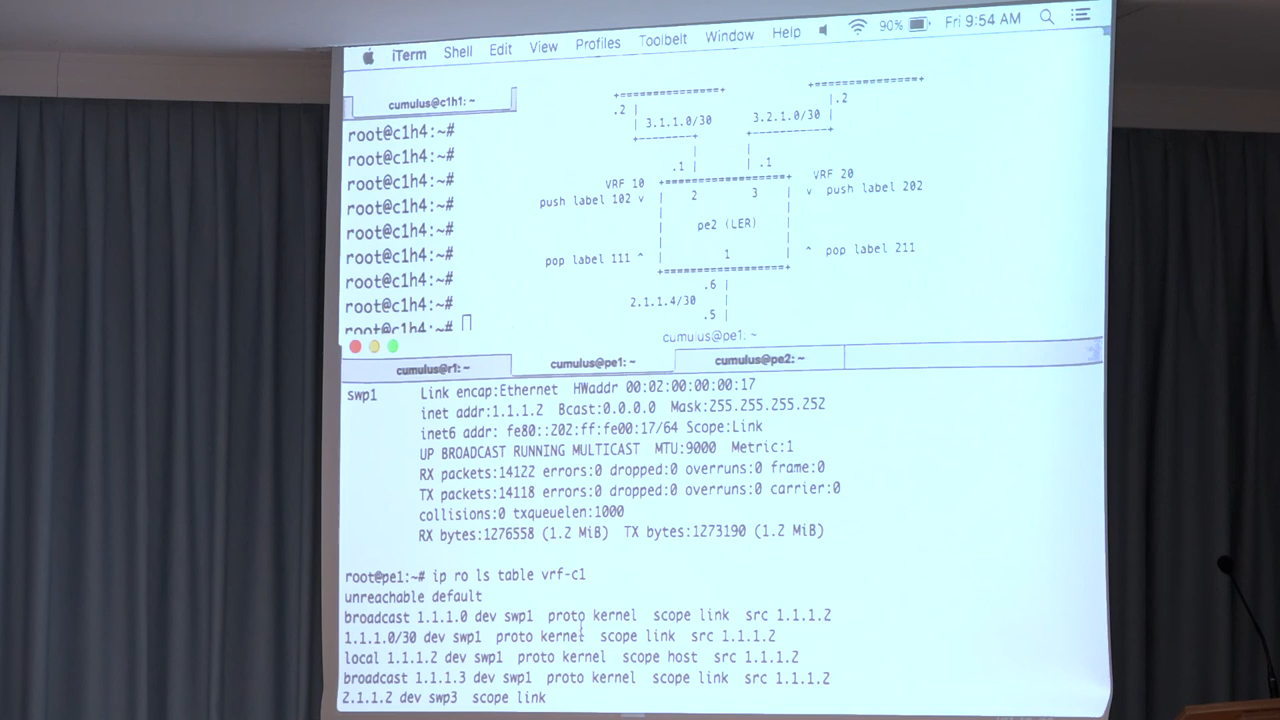 iTerm Shell Edit View Profiles Toolbelt Window Help 90% Fri 9:54 AM
cumulus@c1h1: ~
root@c1h4:~#
root@c1h4:~#
root@c1h4:~#
root@c1h4:~#
root@c1h4:~#
root@c1h4:~#
root@c1h4:~#
root@c1h4:~#
root@c1h4:~#
+===============+ +===============+
.2 | |.2
| 3.1.1.0/30 3.2.1.0/30 |
+--------+ +-----------+
| |
.1 | | .1
VRF 10 +=================+ VRF 20
push label 102 v | 2 3 | v push label 202
| |
| pe2 (LER) |
| |
pop label 111 ^ | 1 | ^ pop label 211
+=================+
.6 |
2.1.1.4/30 |
.5 |
cumulus@pe1: ~
cumulus@r1: ~ cumulus@pe1: ~ cumulus@pe2: ~
swp1 Link encap:Ethernet HWaddr 00:02:00:00:00:17
inet addr:1.1.1.2 Bcast:0.0.0.0 Mask:255.255.255.252
inet6 addr: fe80::202:ff:fe00:17/64 Scope:Link
UP BROADCAST RUNNING MULTICAST MTU:9000 Metric:1
RX packets:14122 errors:0 dropped:0 overruns:0 frame:0
TX packets:14118 errors:0 dropped:0 overruns:0 carrier:0
collisions:0 txqueuelen:1000
RX bytes:1276558 (1.2 MiB) TX bytes:1273190 (1.2 MiB)
root@pe1:~# ip ro ls table vrf-c1
unreachable default
broadcast 1.1.1.0 dev swp1 proto kernel scope link src 1.1.1.2
1.1.1.0/30 dev swp1 proto kernel scope link src 1.1.1.2
local 1.1.1.2 dev swp1 proto kernel scope host src 1.1.1.2
broadcast 1.1.1.3 dev swp1 proto kernel scope link src 1.1.1.2
2.1.1.2 dev swp3 scope link